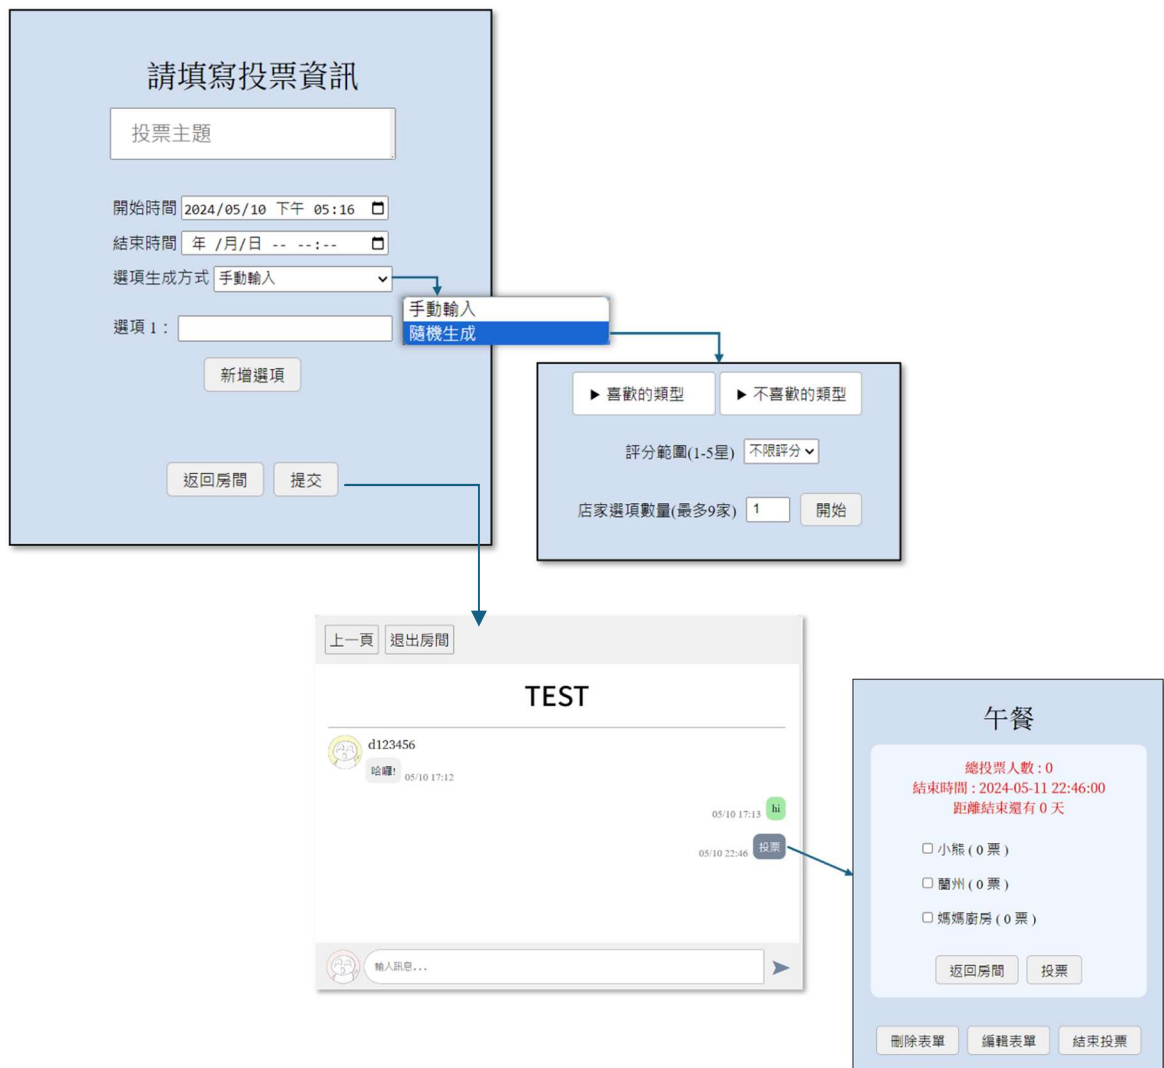 請填寫投票資訊
投票主題
開始時間 2024/05/10 下午 05:16
結束時間 年 /月/日 -- --:--
選項生成方式 手動輸入
手動輸入
隨機生成
選項 1：
新增選項
返回房間 提交
▶ 喜歡的類型 ▶ 不喜歡的類型
評分範圍(1-5星) 不限評分
店家選項數量(最多9家) 1 開始
上一頁 退出房間
TEST
d123456
哈囉! 05/10 17:12
05/10 17:13 hi
05/10 22:46 投票
輸入訊息...
午餐
總投票人數 : 0
結束時間 : 2024-05-11 22:46:00
距離結束還有 0 天
小熊 ( 0 票 )
蘭州 ( 0 票 )
媽媽廚房 ( 0 票 )
返回房間 投票
刪除表單 編輯表單 結束投票